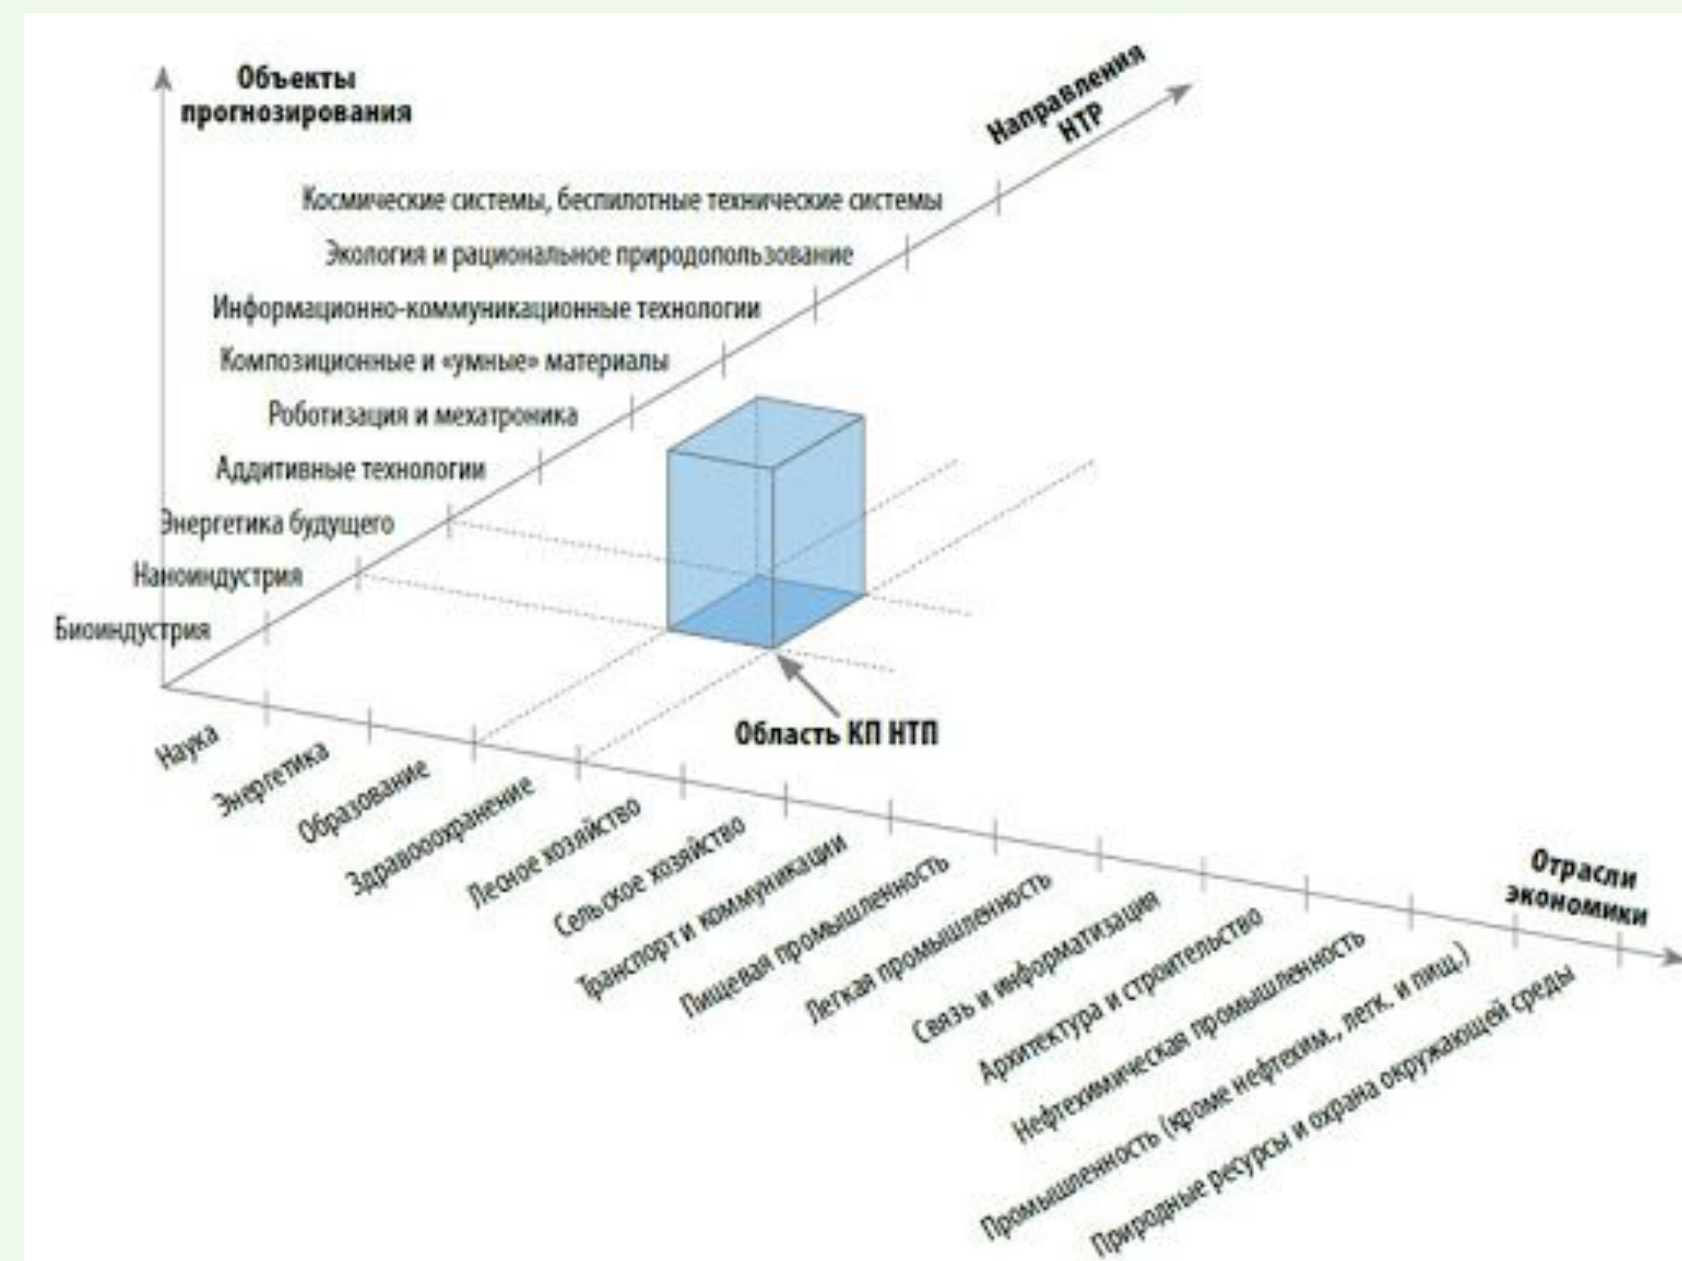 Объекты
прогнозирования
Направления
НТР
Космические системы, беспилотные технические системы
Экология и рациональное природопользование
Информационно-коммуникационные технологии
Композиционные и «умные» материалы
Роботизация и мехатроника
Аддитивные технологии
Энергетика будущего
Наноиндустрия
Биоиндустрия
Область КП НТП
Наука
Энергетика
Образование
Здравоохранение
Лесное хозяйство
Сельское хозяйство
Транспорт и коммуникации
Пищевая промышленность
Легкая промышленность
Связь и информатизация
Архитектура и строительство
Нефтехимическая промышленность
Промышленность (кроме нефтехим., легк. и пищ.)
Природные ресурсы и охрана окружающей среды
Отрасли
экономики